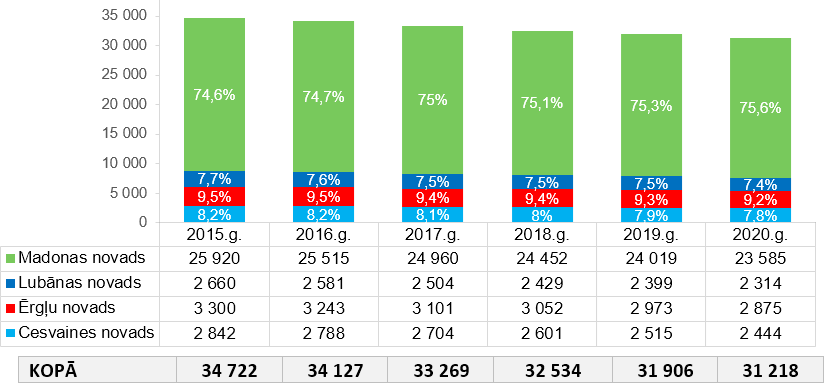 35 000
30 000
25 000
20 000
15 000
10 000
5 000
0
74,6% 74,7% 75% 75,1% 75,3% 75,6%
7,7% 7,6% 7,5% 7,5% 7,5% 7,4%
9,5% 9,5% 9,4% 9,4% 9,3% 9,2%
8,2% 8,2% 8,1% 8% 7,9% 7,8%
2015.g. 2016.g. 2017.g. 2018.g. 2019.g. 2020.g.
Madonas novads 25 920 25 515 24 960 24 452 24 019 23 585
Lubānas novads 2 660 2 581 2 504 2 429 2 399 2 314
Ērgļu novads 3 300 3 243 3 101 3 052 2 973 2 875
Cesvaines novads 2 842 2 788 2 704 2 601 2 515 2 444
KOPĀ 34 722 34 127 33 269 32 534 31 906 31 218